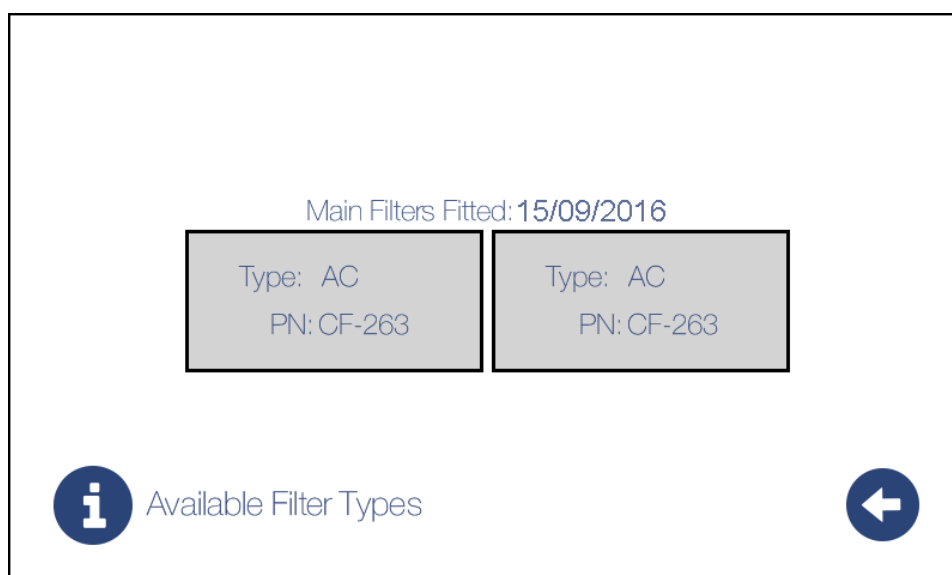 Main Filters Fitted: 15/09/2016
Type: AC
PN: CF-263
Type: AC
PN: CF-263
Available Filter Types